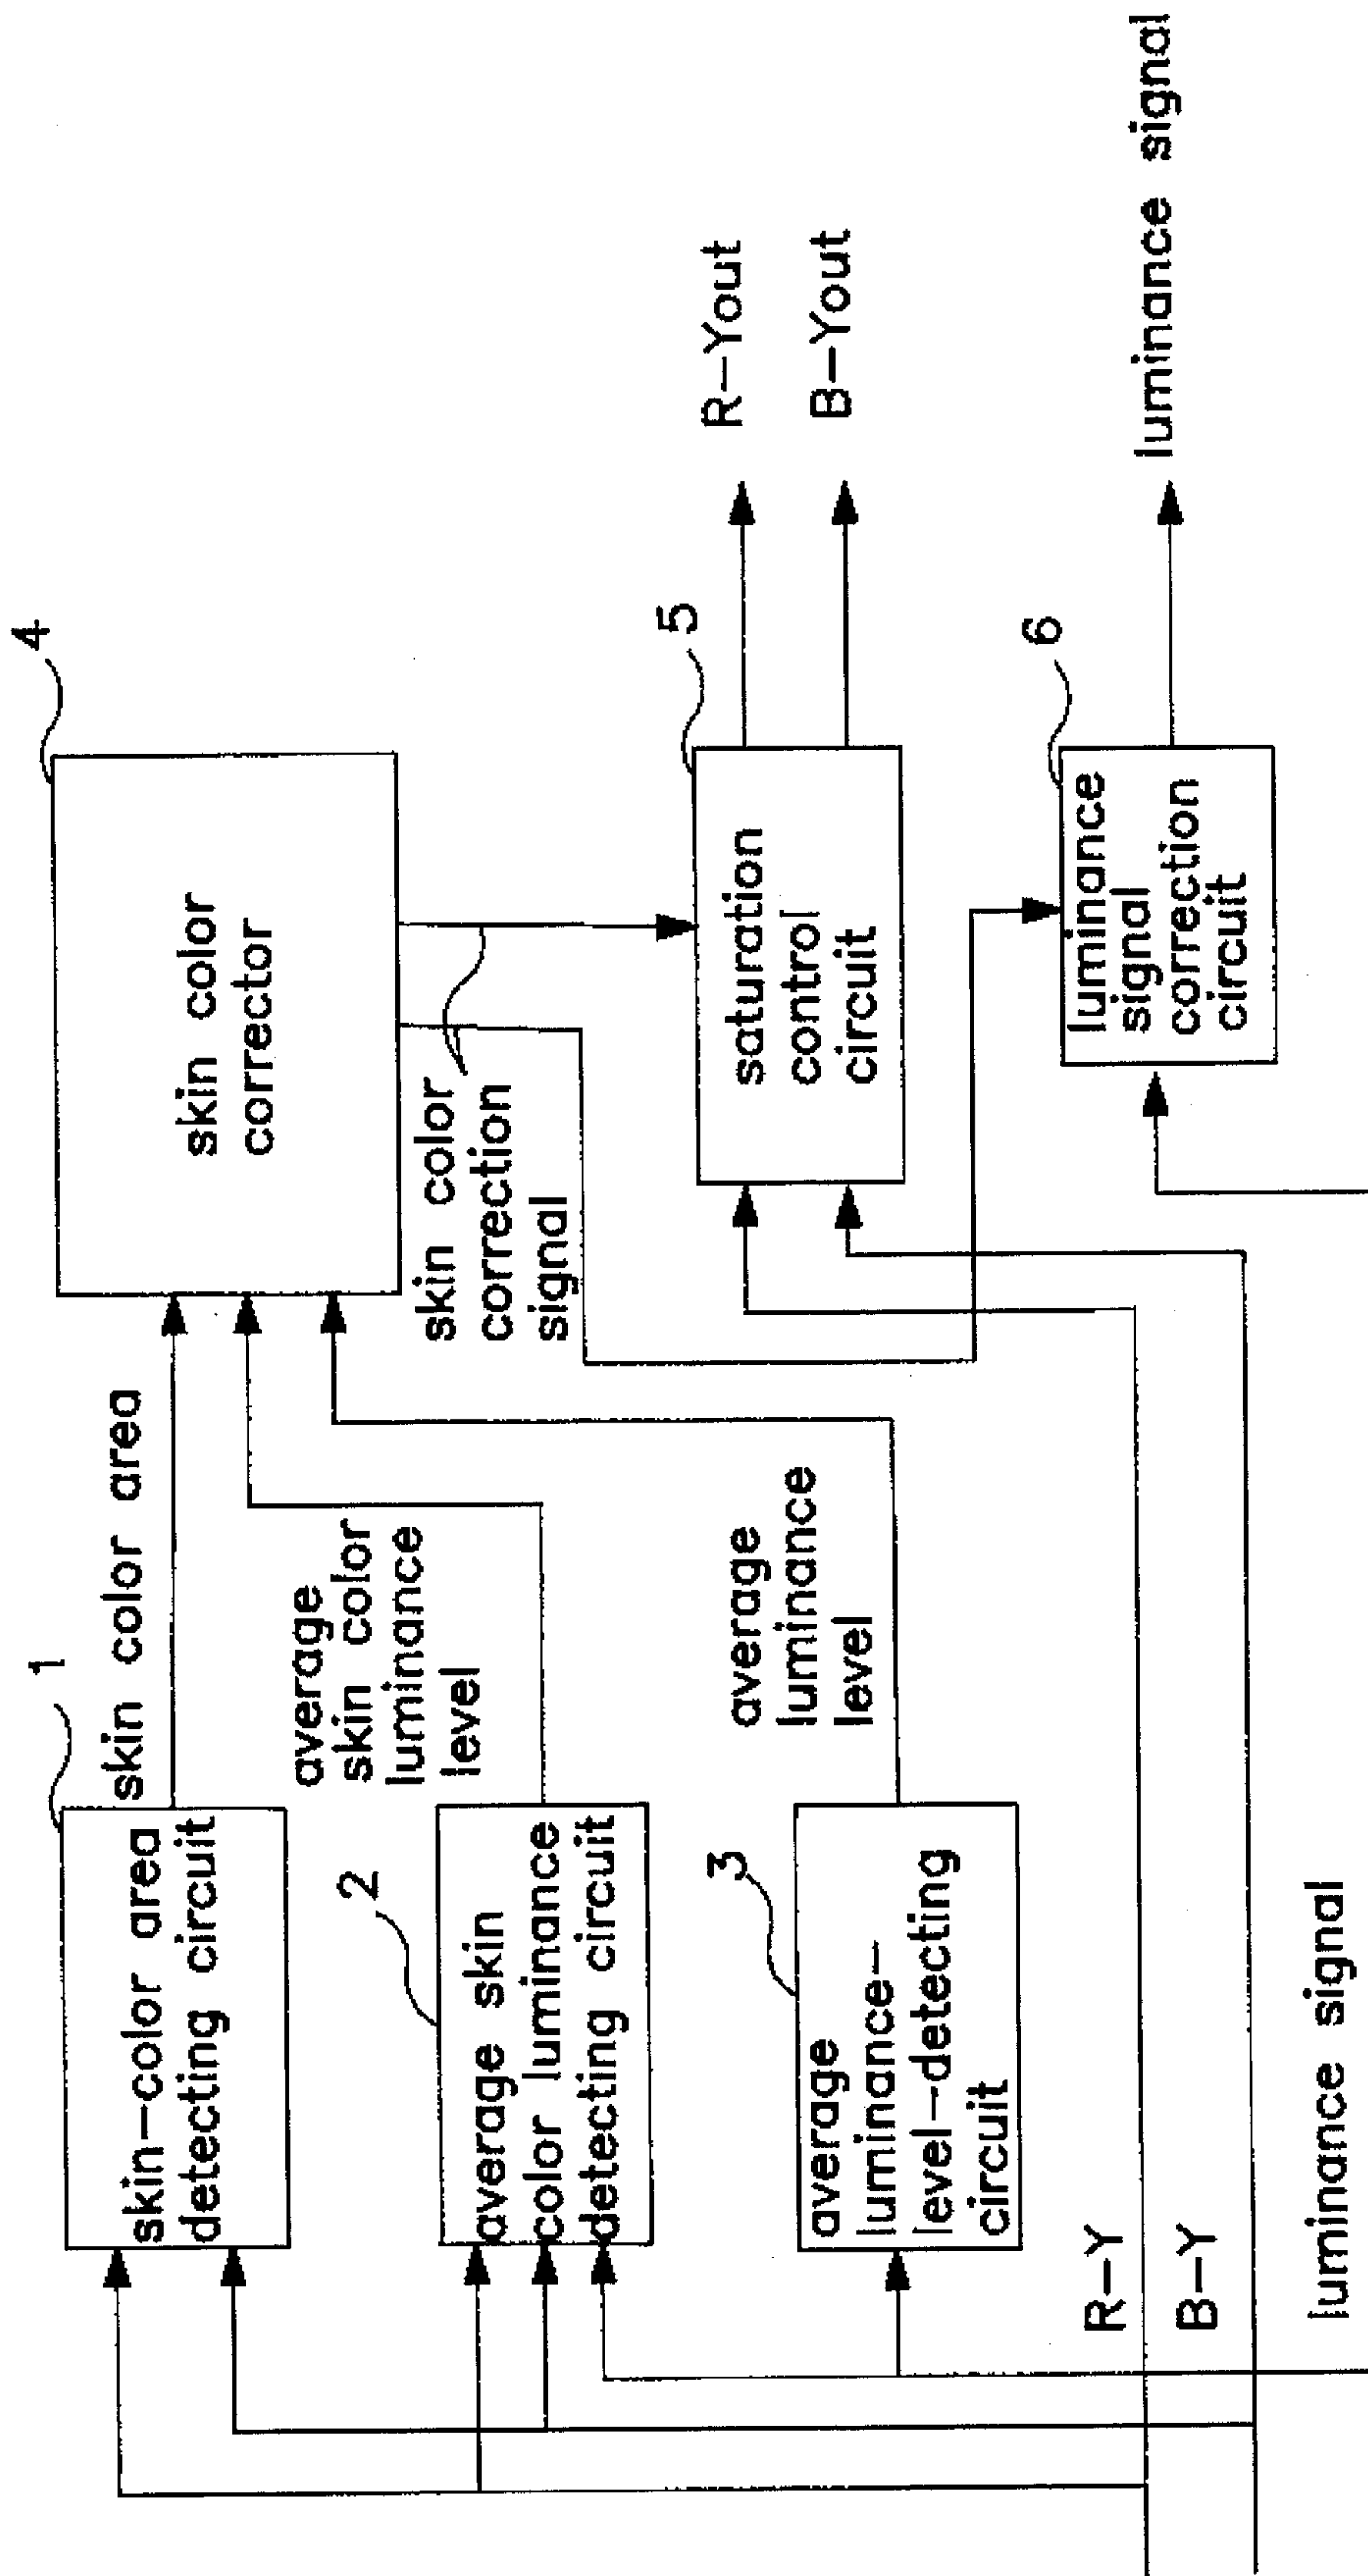 1
skin-color area
detecting circuit
skin color area
2
average skin
color luminance
detecting circuit
average
skin color
luminance
level
3
average
luminance-
level-detecting
circuit
average
luminance
level
4
skin color
corrector
skin color
correction
signal
5
saturation
control
circuit
R-Yout
B-Yout
6
luminance
signal
correction
circuit
luminance signal
R-Y
B-Y
luminance signal